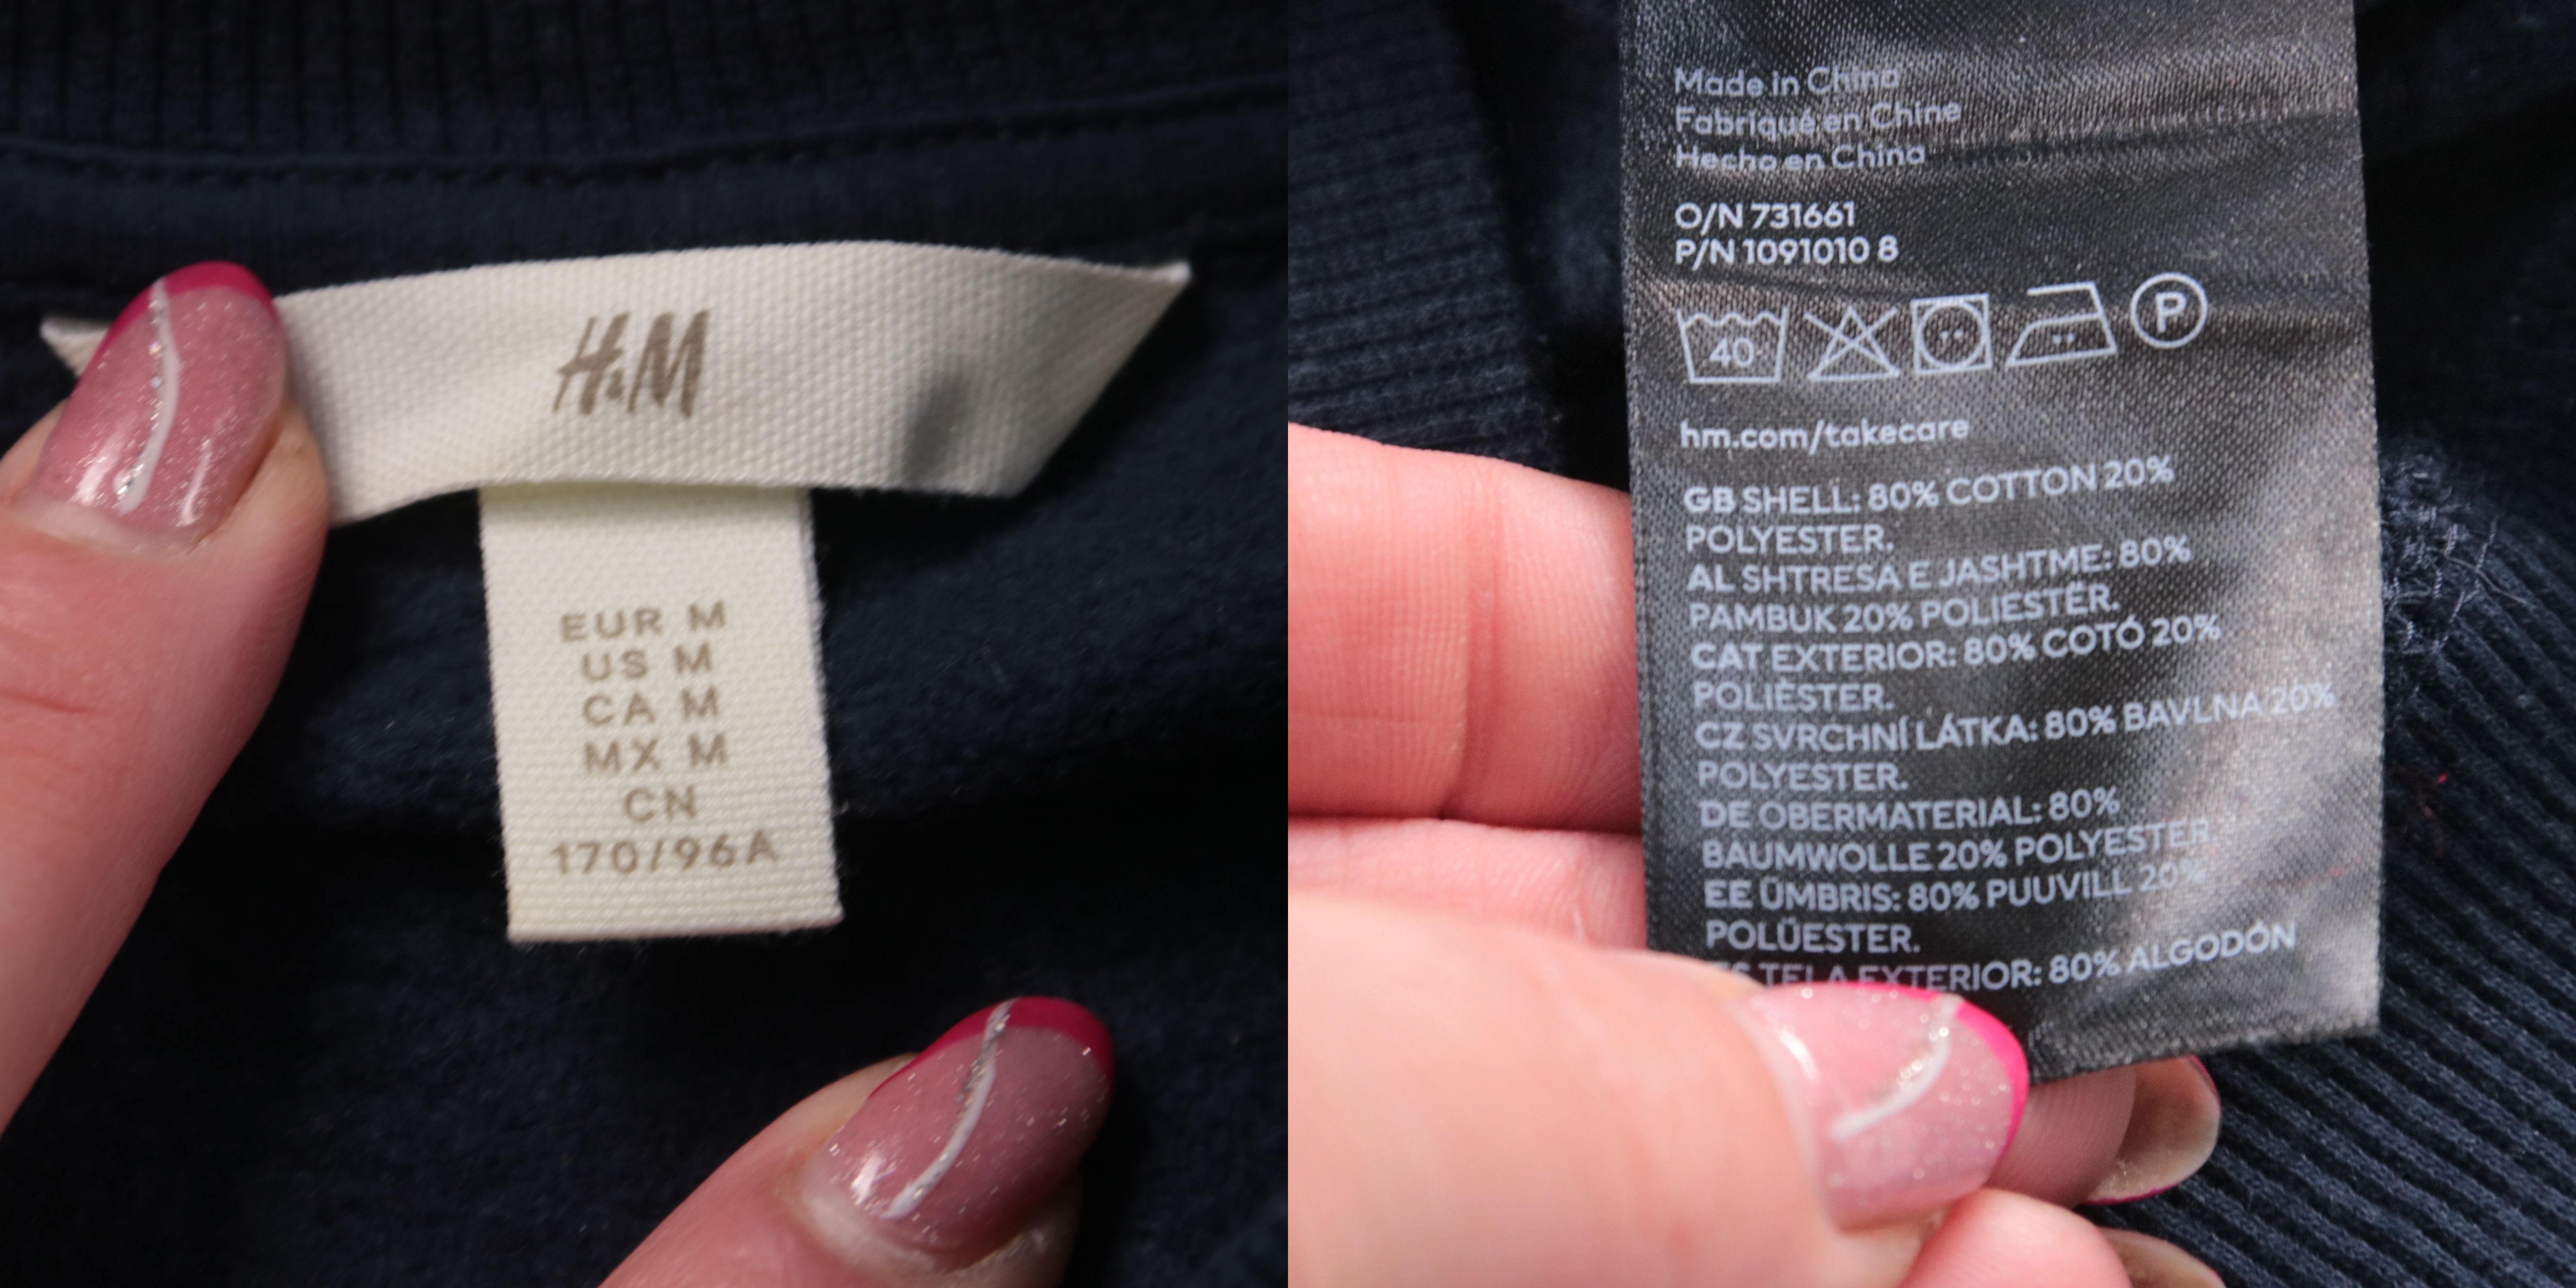 H&M
EUR M
US M
CA M
MX M
CN
170/96A
Made in China
Fabriqué en Chine
Hecho en China
O/N 731661
P/N 1091010 8
40
P
hm.com/takecare
GB SHELL: 80% COTTON 20%
POLYESTER.
AL SHTRESA E JASHTME: 80%
PAMBUK 20% POLIESTËR.
CAT EXTERIOR: 80% COTÓ 20%
POLIÈSTER.
CZ SVRCHNÍ LÁTKA: 80% BAVLNA 20%
POLYESTER.
DE OBERMATERIAL: 80%
BAUMWOLLE 20% POLYESTER.
EE ÜMBRIS: 80% PUUVILL 20%
POLÜESTER.
ES TELA EXTERIOR: 80% ALGODÓN